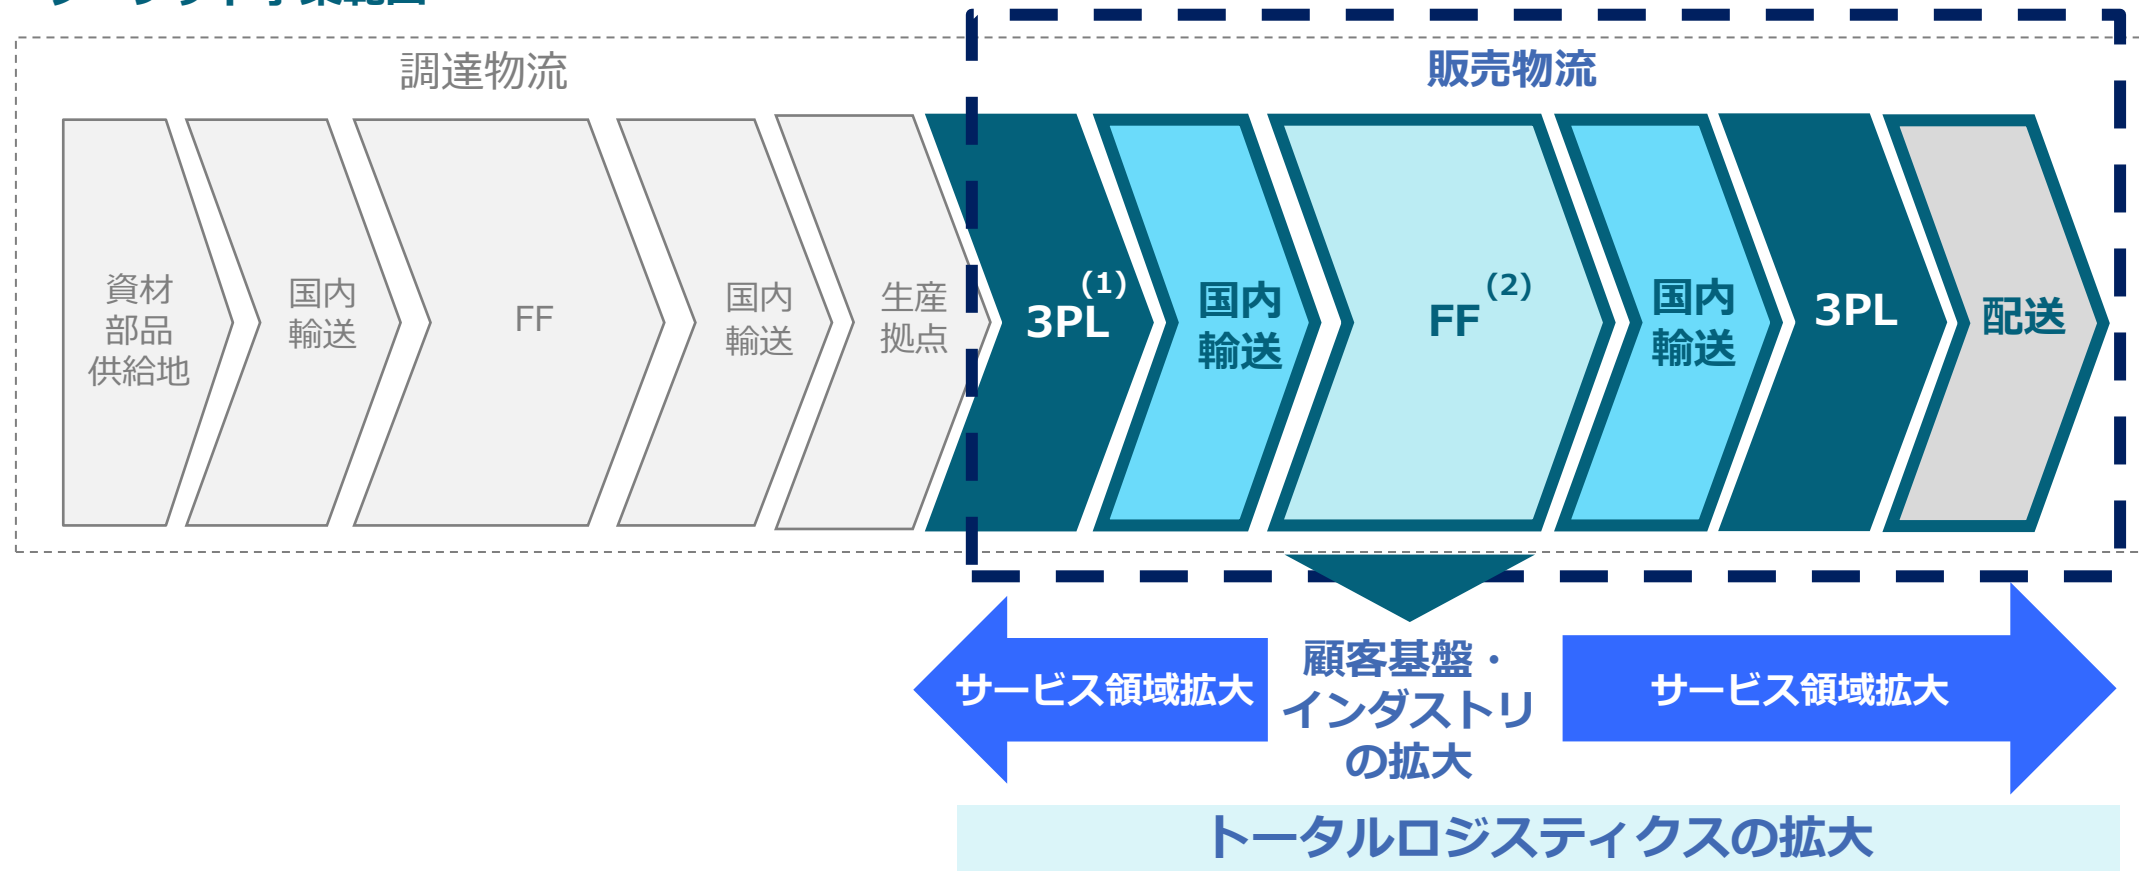 調達物流
販売物流
資材
部品
供給地
国内
輸送
FF
国内
輸送
生産
拠点
3PL(1)
国内
輸送
FF(2)
国内
輸送
3PL
配送
サービス領域拡大
顧客基盤・
インダストリ
の拡大
サービス領域拡大
トータルロジスティクスの拡大